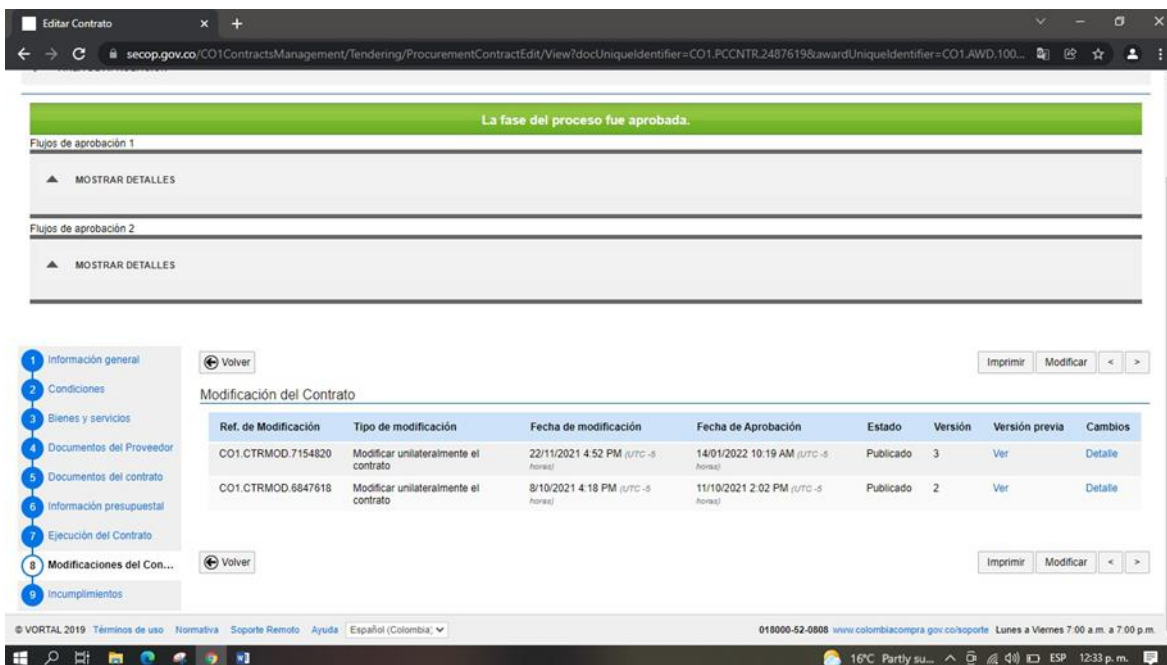 Editar Contrato
secop.gov.co/CO1ContractsManagement/Tendering/ProcurementContractEdit/View?docUniqueIdentifier=CO1.PCCNTR.2487619&awardUniqueIdentifier=CO1.AWD.100...
La fase del proceso fue aprobada.
Flujos de aprobación 1
MOSTRAR DETALLES
Flujos de aprobación 2
MOSTRAR DETALLES
1 Información general
2 Condiciones
3 Bienes y servicios
4 Documentos del Proveedor
5 Documentos del contrato
6 Información presupuestal
7 Ejecución del Contrato
8 Modificaciones del Con...
9 Incumplimientos
Volver Imprimir Modificar < >
Modificación del Contrato
Ref. de Modificación Tipo de modificación Fecha de modificación Fecha de Aprobación Estado Versión Versión previa Cambios
CO1.CTRMOD.7154820 Modificar unilateralmente el 22/11/2021 4:52 PM (UTC -5 14/01/2022 10:19 AM (UTC -5 Publicado 3 Ver Detalle
contrato horas) horas)
CO1.CTRMOD.6847618 Modificar unilateralmente el 8/10/2021 4:18 PM (UTC -5 11/10/2021 2:02 PM (UTC -5 Publicado 2 Ver Detalle
contrato horas) horas)
Volver Imprimir Modificar < >
© VORTAL 2019 Términos de uso Normativa Soporte Remoto Ayuda Español (Colombia) 018000-52-0808 www.colombiacompra.gov.co/soporte Lunes a Viernes 7:00 a.m. a 7:00 p.m.
16°C Partly su... ESP 12:33 p. m.